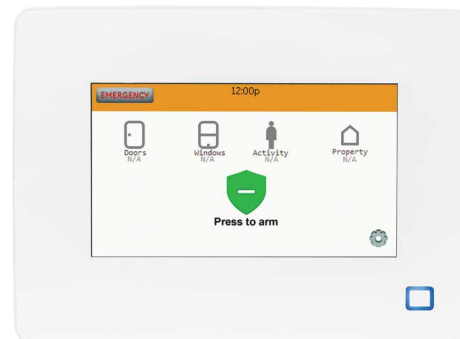 EMERGENCY
12:00p
Doors Windows Activity Property
N/A N/A N/A N/A
Press to arm